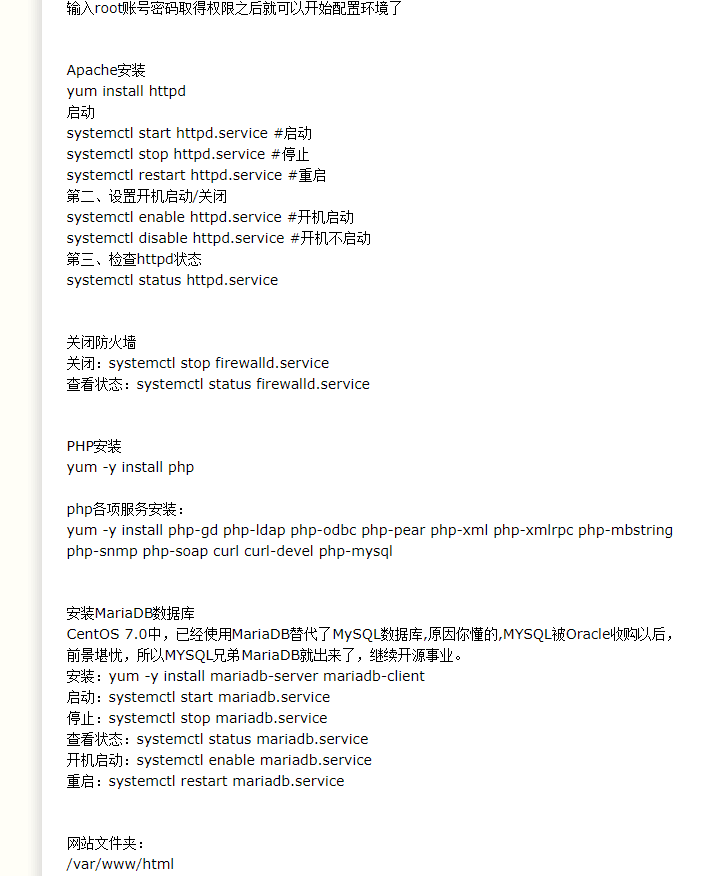 输入root账号密码取得权限之后就可以开始配置环境了
Apache安装
yum install httpd
启动
systemctl start httpd.service #启动
systemctl stop httpd.service #停止
systemctl restart httpd.service #重启
第二、设置开机启动/关闭
systemctl enable httpd.service #开机启动
systemctl disable httpd.service #开机不启动
第三、检查httpd状态
systemctl status httpd.service
关闭防火墙
关闭：systemctl stop firewalld.service
查看状态：systemctl status firewalld.service
PHP安装
yum -y install php
php各项服务安装：
yum -y install php-gd php-ldap php-odbc php-pear php-xml php-xmlrpc php-mbstring
php-snmp php-soap curl curl-devel php-mysql
安装MariaDB数据库
CentOS 7.0中，已经使用MariaDB替代了MySQL数据库,原因你懂的,MYSQL被Oracle收购以后，
前景堪忧，所以MYSQL兄弟MariaDB就出来了，继续开源事业。
安装：yum -y install mariadb-server mariadb-client
启动：systemctl start mariadb.service
停止：systemctl stop mariadb.service
查看状态：systemctl status mariadb.service
开机启动：systemctl enable mariadb.service
重启：systemctl restart mariadb.service
网站文件夹：
/var/www/html